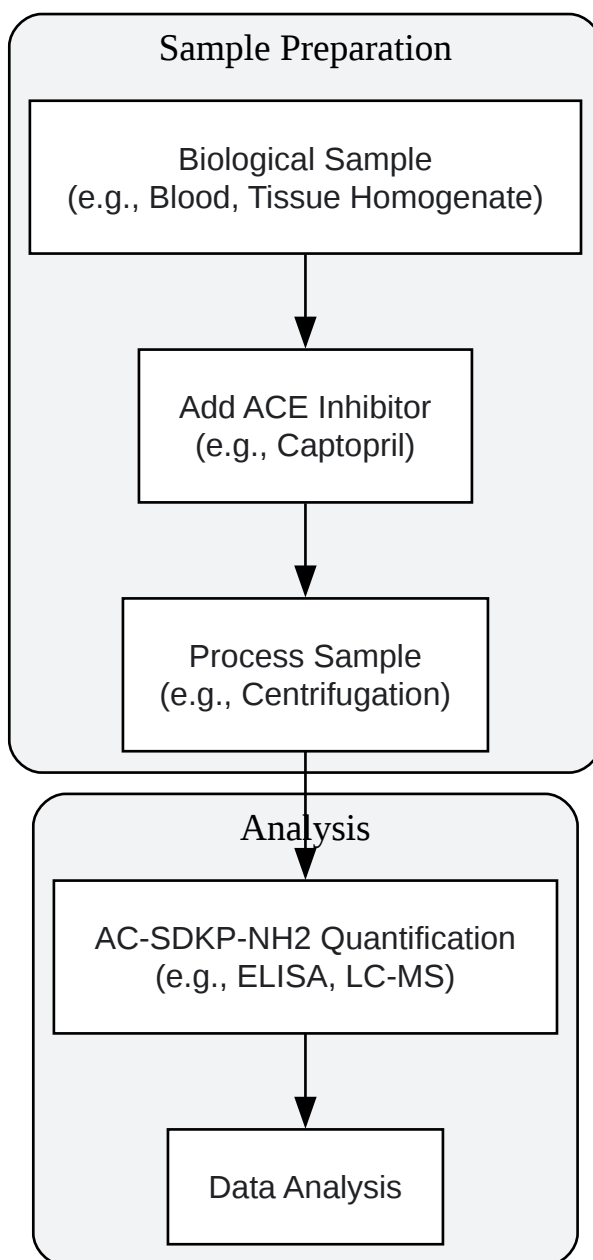 Sample Preparation
Biological Sample
(e.g., Blood, Tissue Homogenate)
Add ACE Inhibitor
(e.g., Captopril)
Process Sample
(e.g., Centrifugation)
Analysis
AC-SDKP-NH2 Quantification
(e.g., ELISA, LC-MS)
Data Analysis